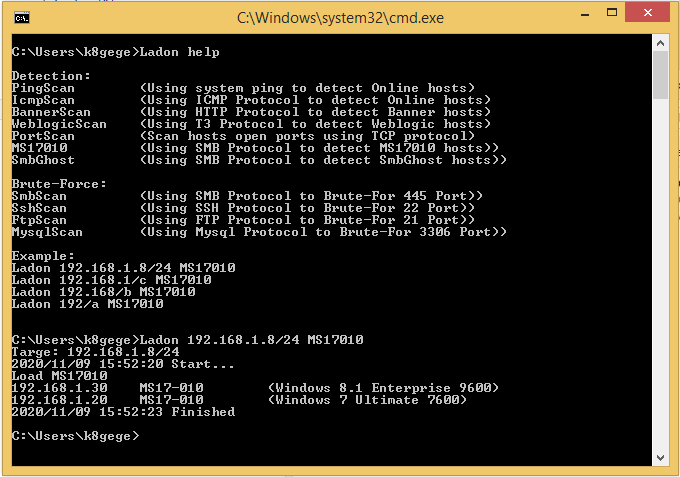 C:\Windows\system32\cmd.exe
C:\Users\k8gege>Ladon help
Detection:
PingScan (Using system ping to detect Online hosts)
IcmpScan (Using ICMP Protocol to detect Online hosts)
BannerScan (Using HTTP Protocol to detect Banner hosts)
WeblogicScan (Using T3 Protocol to detect Weblogic hosts)
PortScan (Scan hosts open ports using TCP protocol)
MS17010 (Using SMB Protocol to detect MS17010 hosts))
SmbGhost (Using SMB Protocol to detect SmbGhost hosts))
Brute-Force:
SmbScan (Using SMB Protocol to Brute-For 445 Port))
SshScan (Using SSH Protocol to Brute-For 22 Port))
FtpScan (Using FTP Protocol to Brute-For 21 Port))
MysqlScan (Using Mysql Protocol to Brute-For 3306 Port))
Example:
Ladon 192.168.1.8/24 MS17010
Ladon 192.168.1/c MS17010
Ladon 192.168/b MS17010
Ladon 192/a MS17010
C:\Users\k8gege>Ladon 192.168.1.8/24 MS17010
Targe: 192.168.1.8/24
2020/11/09 15:52:20 Start...
Load MS17010
192.168.1.30 MS17-010 (Windows 8.1 Enterprise 9600)
192.168.1.20 MS17-010 (Windows 7 Ultimate 7600)
2020/11/09 15:52:23 Finished
C:\Users\k8gege>